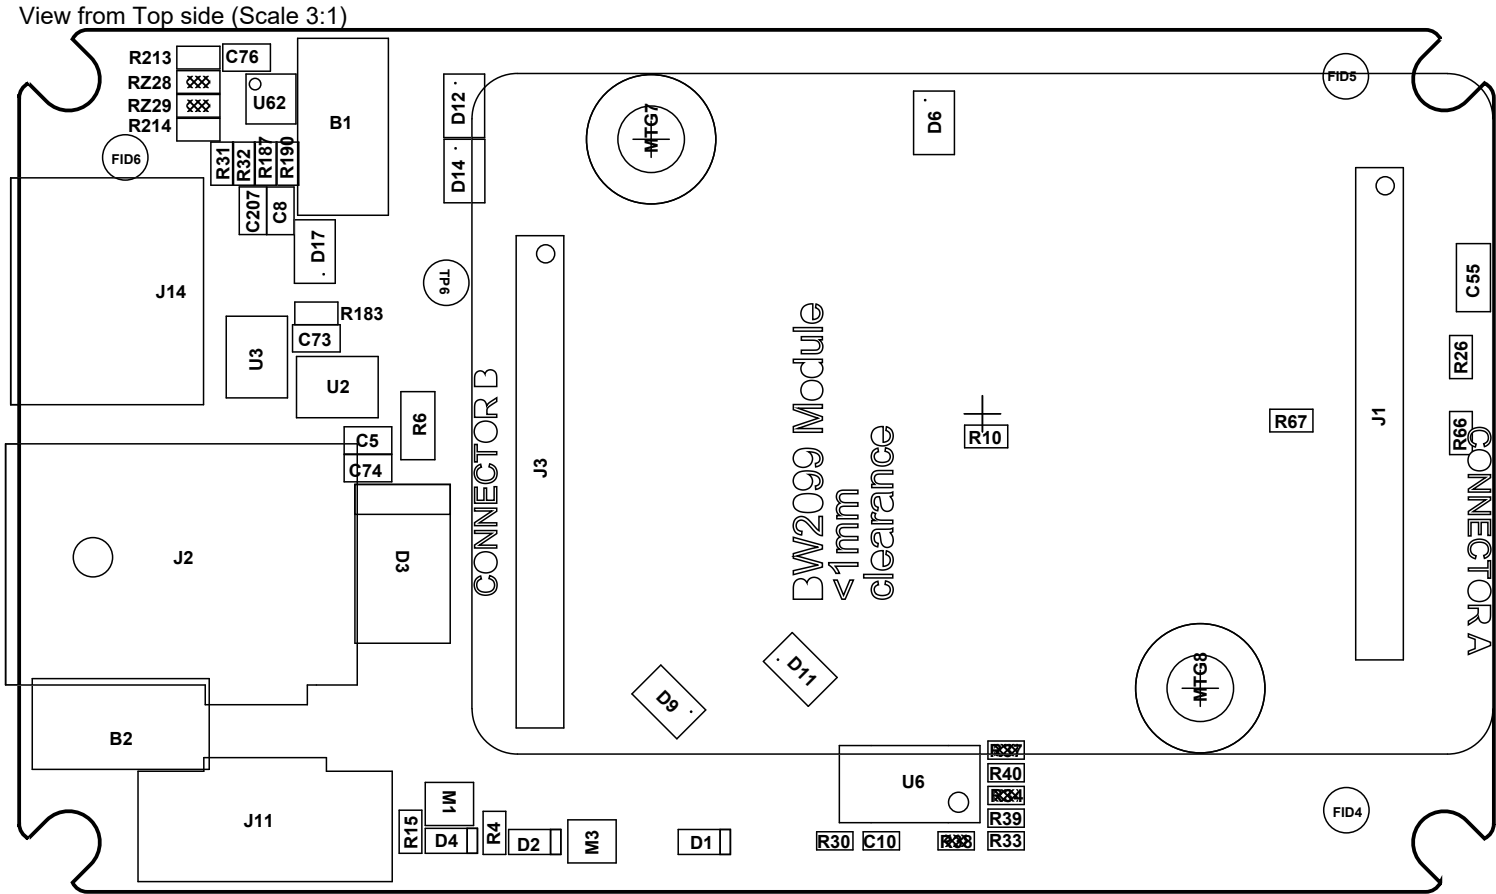 View from Top side (Scale 3:1)
R213
C76
RZ28
RZ29
R214
U62
B1
D12
D14
MTG7
D6
FID5
FID6
R31
R32
R187
R190
C207
C8
D17
J14
TP6
R183
C73
U3
U2
R6
C5
C74
J2
D3
CONNECTOR B
J3
BW2099 Module
<1mm
clearance
R10
R67
J1
C55
R26
R66
CONNECTOR A
D11
D9
MTG8
B2
J11
M1
R15
D4
R4
D2
M3
D1
U6
R37
R40
R34
R39
R33
R30
C10
R38
FID4